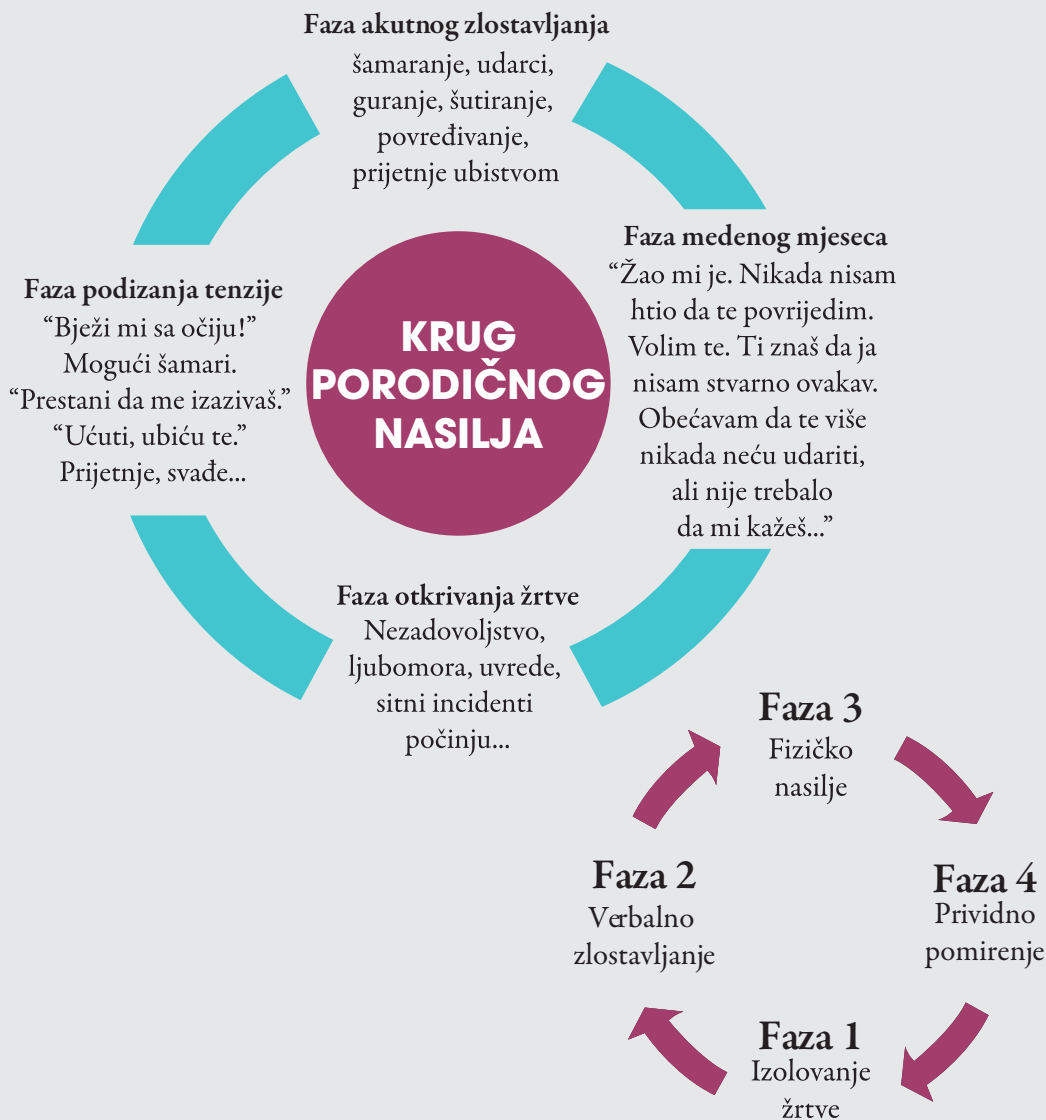 Faza akutnog zlostavljanja
šamaranje, udarci,
guranje, šutiranje,
povređivanje,
prijetnje ubistvom
Faza medenog mjeseca
“Žao mi je. Nikada nisam
htio da te povrijedim.
Volim te. Ti znaš da ja
nisam stvarno ovakav.
Obećavam da te više
nikada neću udariti,
ali nije trebalo
da mi kažeš...”
Faza podizanja tenzije
“Bježi mi sa očiju!”
Mogući šamari.
“Prestani da me izazivaš.”
“Ućuti, ubiću te.”
Prijetnje, svađe...
KRUG
PORODIČNOG
NASILJA
Faza otkrivanja žrtve
Nezadovoljstvo,
ljubomora, uvrede,
sitni incidenti
počinju...
Faza 3
Fizičko
nasilje
Faza 2
Verbalno
zlostavljanje
Faza 4
Prividno
pomirenje
Faza 1
Izolovanje
žrtve